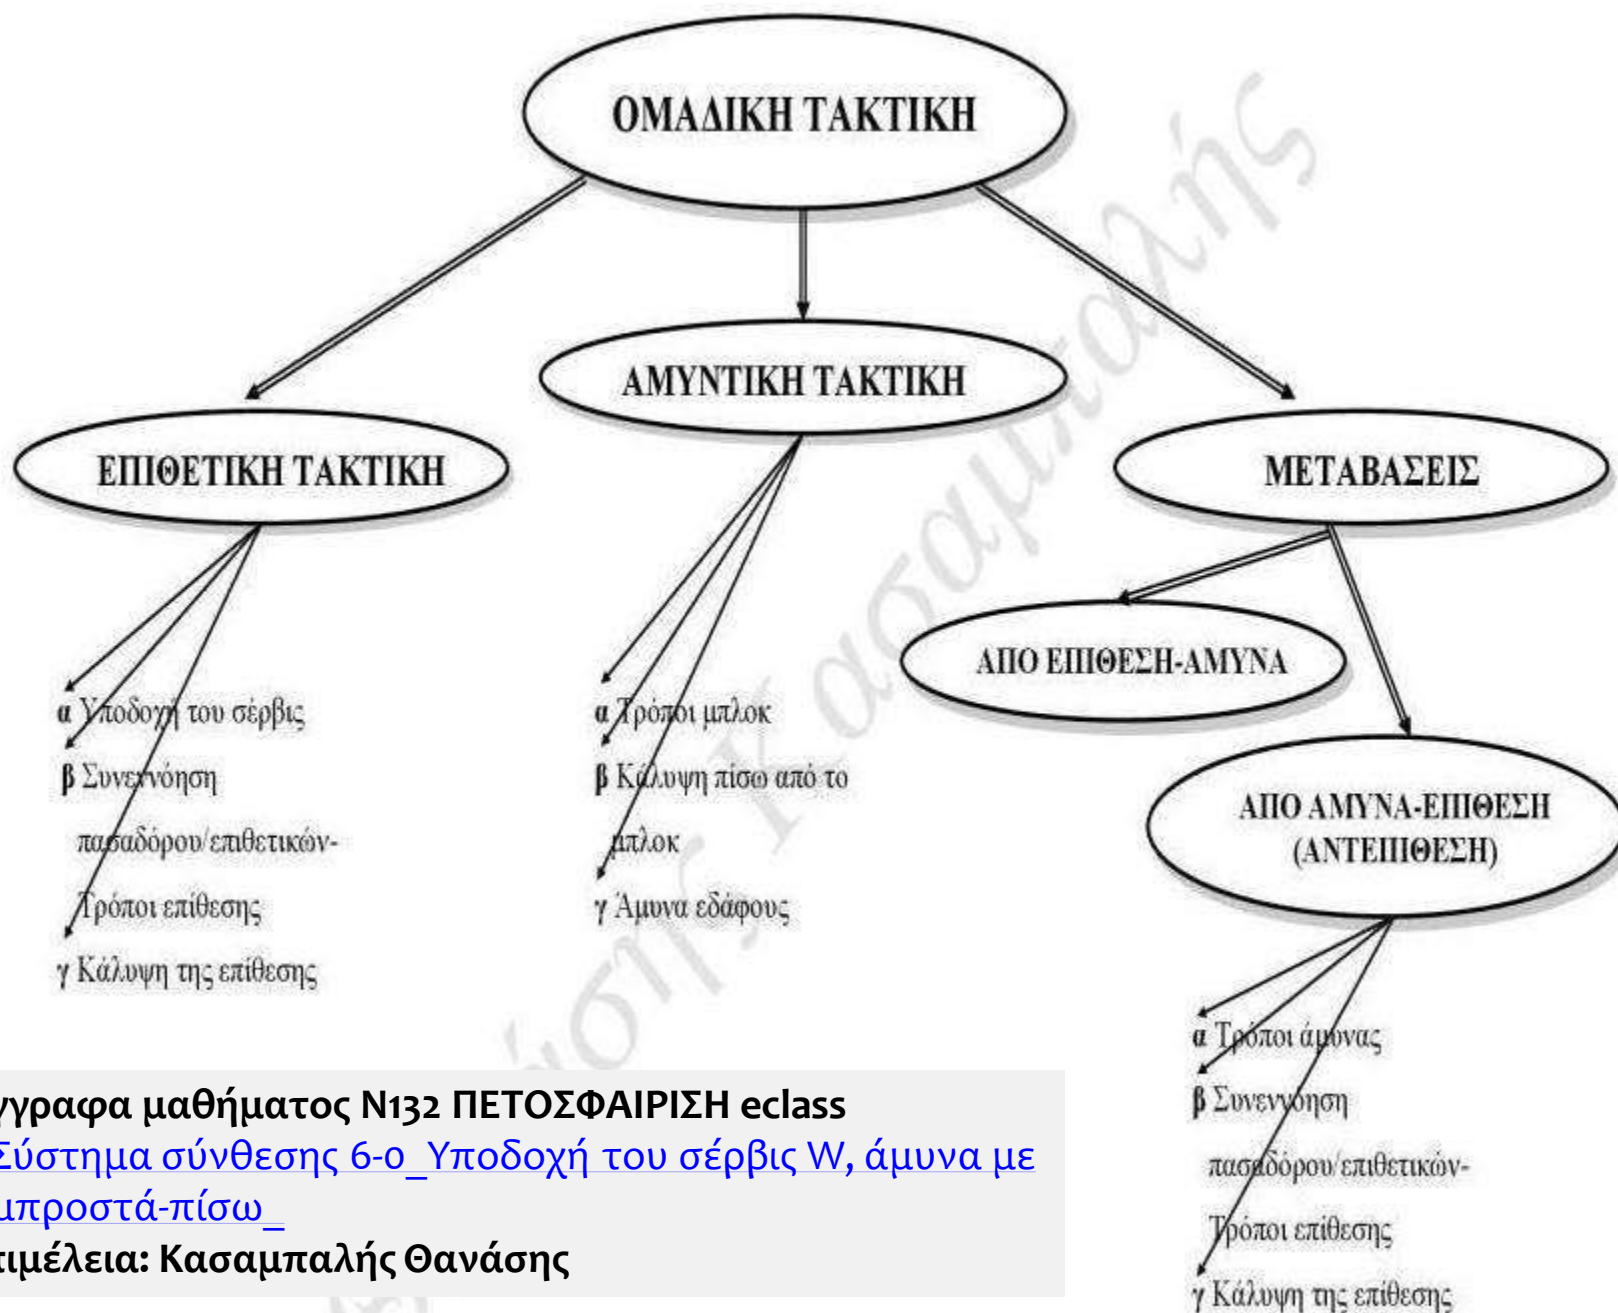 ΟΜΑΔΙΚΗ ΤΑΚΤΙΚΗ
ΕΠΙΘΕΤΙΚΗ ΤΑΚΤΙΚΗ
α Υποδοχή του σέρβις
β Συνεννόηση
πασαδόρου/επιθετικών-
Τρόποι επίθεσης
γ Κάλυψη της επίθεσης
ΑΜΥΝΤΙΚΗ ΤΑΚΤΙΚΗ
α Τρόποι μπλοκ
β Κάλυψη πίσω από το
μπλοκ
γ Άμυνα εδάφους
ΜΕΤΑΒΑΣΕΙΣ
ΑΠΟ ΕΠΙΘΕΣΗ-ΑΜΥΝΑ
ΑΠΟ ΑΜΥΝΑ-ΕΠΙΘΕΣΗ
(ΑΝΤΕΠΙΘΕΣΗ)
α Τρόποι άμυνας
β Συνεννόηση
πασαδόρου/επιθετικών-
Τρόποι επίθεσης
γ Κάλυψη της επίθεσης
γγραφα μαθήματος Ν132 ΠΕΤΟΣΦΑΙΡΙΣΗ eclass
Σύστημα σύνθεσης 6-0_Υποδοχή του σέρβις W, άμυνα με
μπροστά-πίσω_
πιμέλεια: Κασαμπαλής Θανάσης
Κασαμπαλής